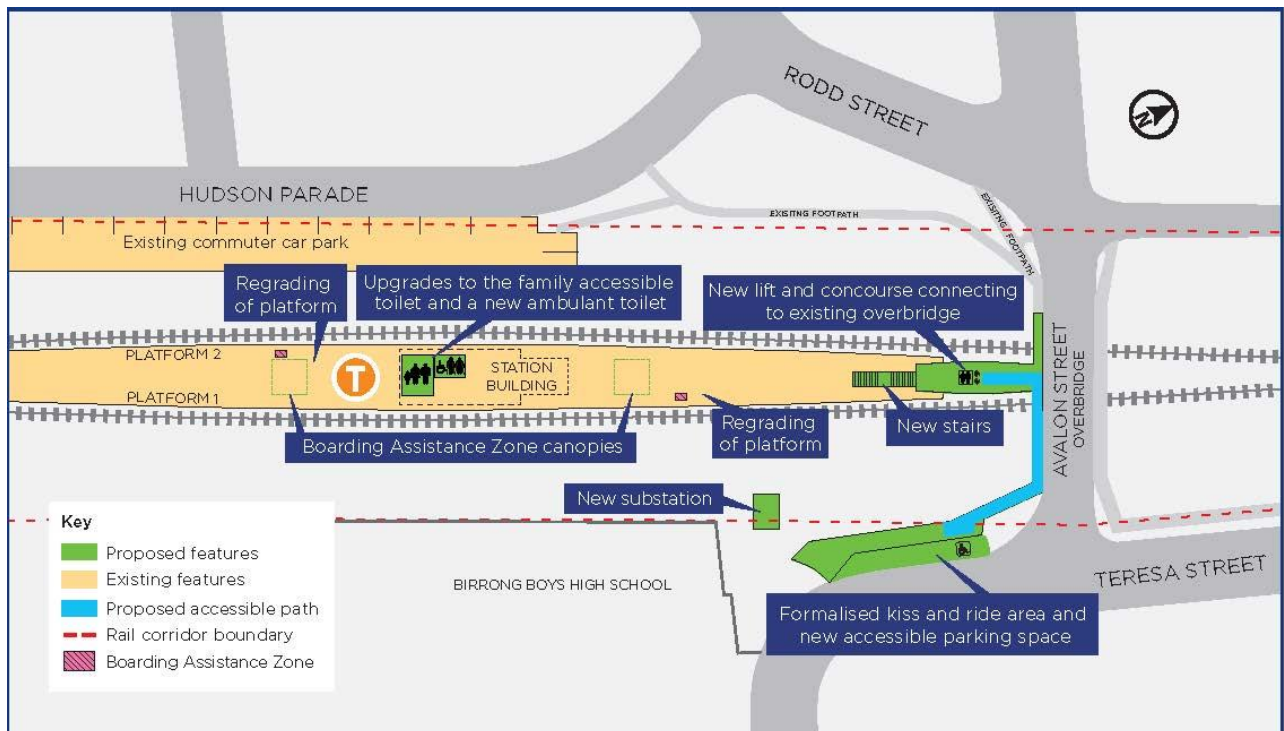 RODD STREET
N
HUDSON PARADE
EXISITNG FOOTPATH
EXISITNG FOOTPATH
Existing commuter car park
Regrading
of platform
Upgrades to the family accessible
toilet and a new ambulant toilet
New lift and concourse connecting
to existing overbridge
PLATFORM 2
T
STATION
BUILDING
PLATFORM 1
AVALON STREET
OVERBRIDGE
Boarding Assistance Zone canopies
Regrading
of platform
New stairs
New substation
Key
Proposed features
Existing features
Proposed accessible path
Rail corridor boundary
Boarding Assistance Zone
BIRRONG BOYS HIGH SCHOOL
TERESA STREET
Formalised kiss and ride area and
new accessible parking space